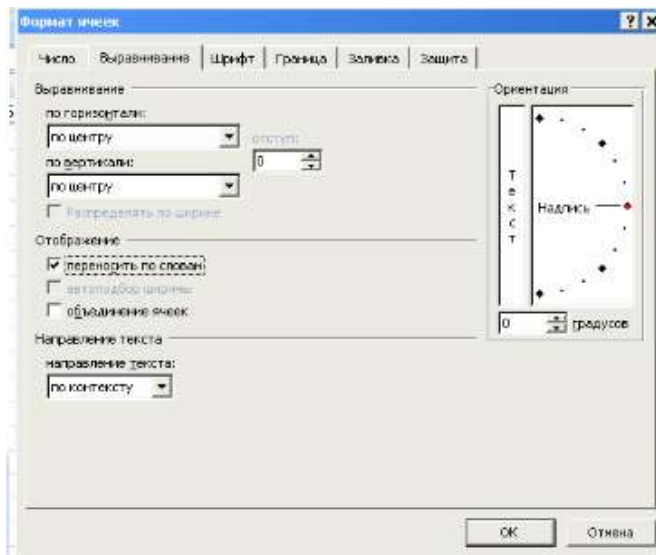 Формат ячеек
Число Выравнивание Шрифт Граница Заливка Защита
Выравнивание
по горизонтали:
по центру
отступ:
0
по вертикали:
по центру
Распределять по ширине
Отображение
переносить по словам
автоподбор ширины
объединение ячеек
Направление текста
направление текста:
по контексту
Ориентация
Текст
Надпись
0 градусов
ОК Отмена